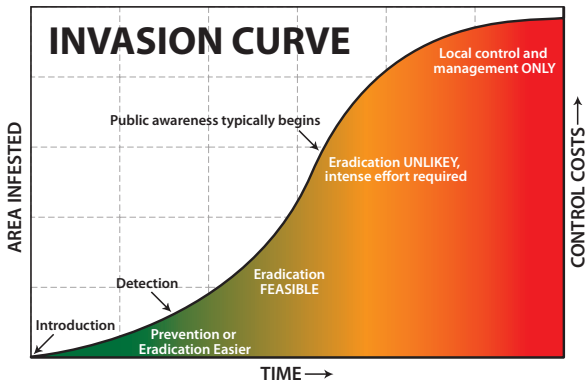 INVASION CURVE
Local control and
management ONLY
Public awareness typically begins
Eradication UNLIKEY,
intense effort required
Eradication
FEASIBLE
Detection
Introduction
Prevention or
Eradication Easier
AREA INFESTED
CONTROL COSTS
TIME